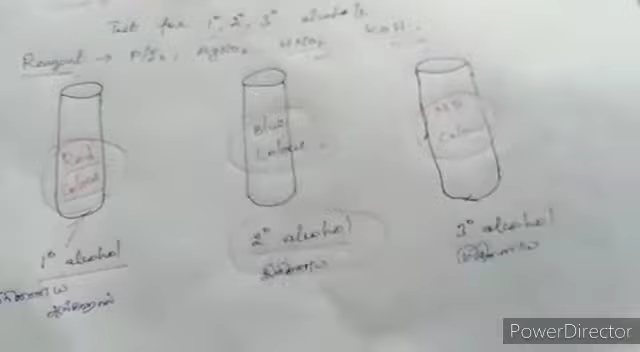 Test for 1°, 2°, 3° alcohols
Reagent → P/I₂, AgNO₂ HNO₂ KOH.
Red
Colour
Blue
Colour
No
Colour
1° alcohol
2° alcohol
3° alcohol
PowerDirector